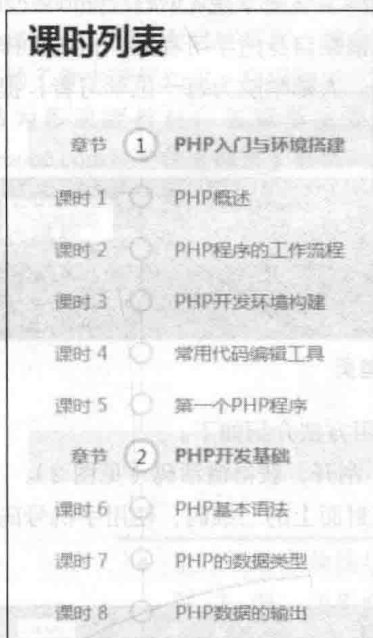 课时列表
章节 1 PHP入门与环境搭建
课时 1 PHP概述
课时 2 PHP程序的工作流程
课时 3 PHP开发环境构建
课时 4 常用代码编辑工具
课时 5 第一个PHP程序
章节 2 PHP开发基础
课时 6 PHP基本语法
课时 7 PHP的数据类型
课时 8 PHP数据的输出